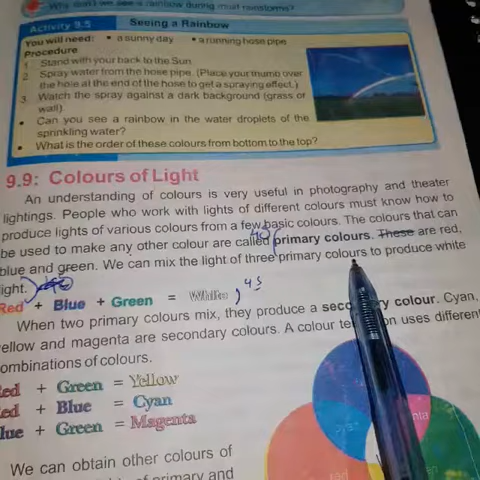 Why don't we see a rainbow during most rainstorms?
Activity 9.5 Seeing a Rainbow
You will need: • a sunny day • a running hose pipe
Procedure
1. Stand with your back to the Sun.
2. Spray water from the hose pipe. (Place your thumb over
the hole at the end of the hose to get a spraying effect.)
3. Watch the spray against a dark background (grass or
wall).
• Can you see a rainbow in the water droplets of the
sprinkling water?
• What is the order of these colours from bottom to the top?
9.9: Colours of Light
An understanding of colours is very useful in photography and theater
lightings. People who work with lights of different colours must know how to
produce lights of various colours from a few basic colours. The colours that can
be used to make any other colour are called primary colours. These are red,
blue and green. We can mix the light of three primary colours to produce white
light.
Red + Blue + Green = White, 43
When two primary colours mix, they produce a colour. Cyan,
yellow and magenta are secondary colours. A colour uses different
combinations of colours.
Red + Green = Yellow
Red + Blue = Cyan
Blue + Green = Magenta
We can obtain other colours of
of primary and
cyan
red